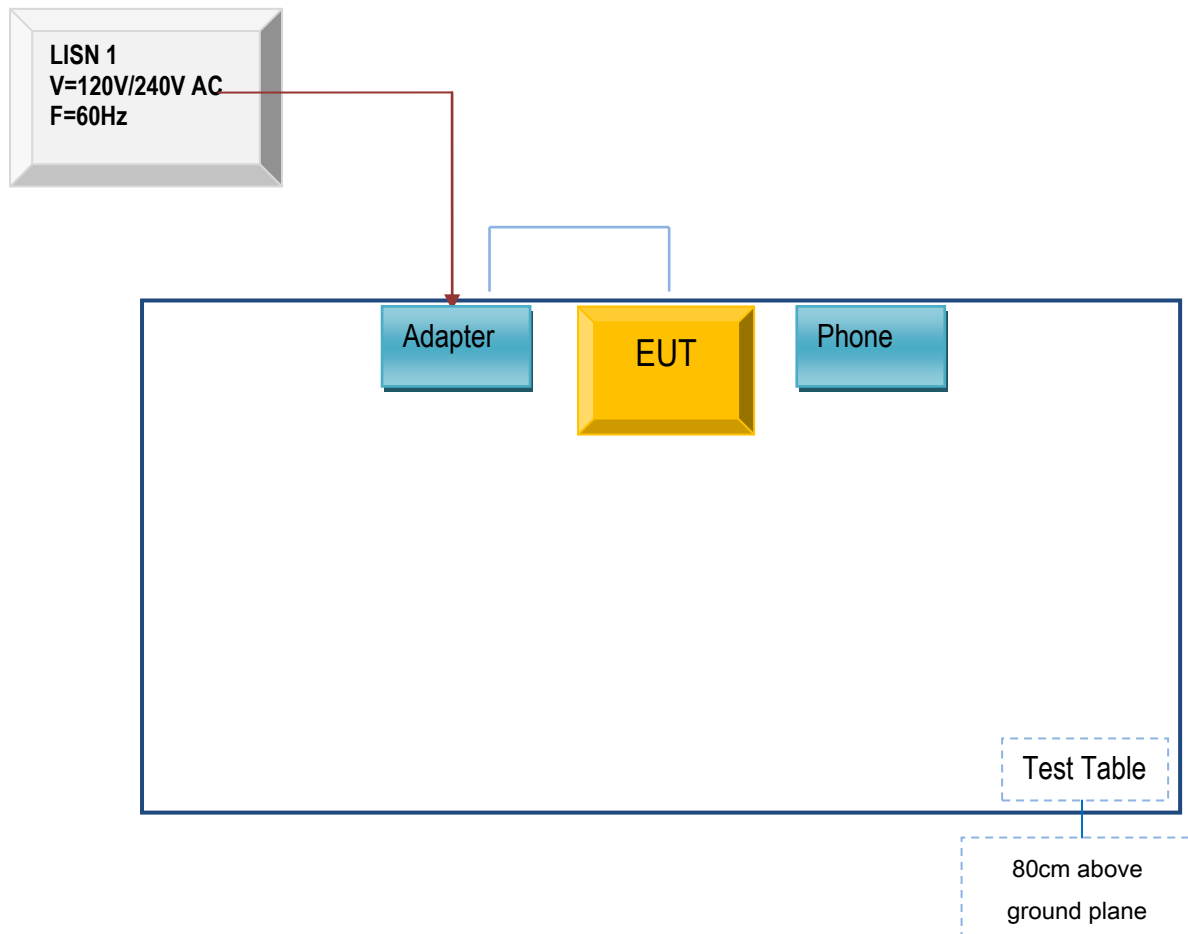 LISN 1
V=120V/240V AC
F=60Hz
Adapter
EUT
Phone
Test Table
80cm above
ground plane